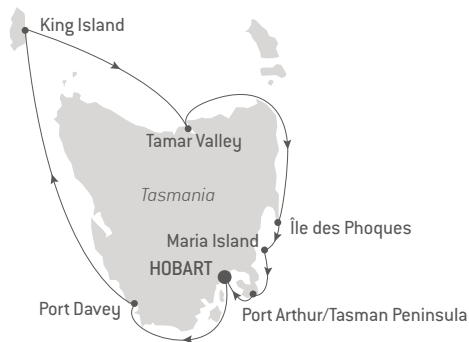 King Island
Tamar Valley
Tasmania
Île des Phoques
Maria Island
HOBART
Port Davey
Port Arthur/Tasman Peninsula